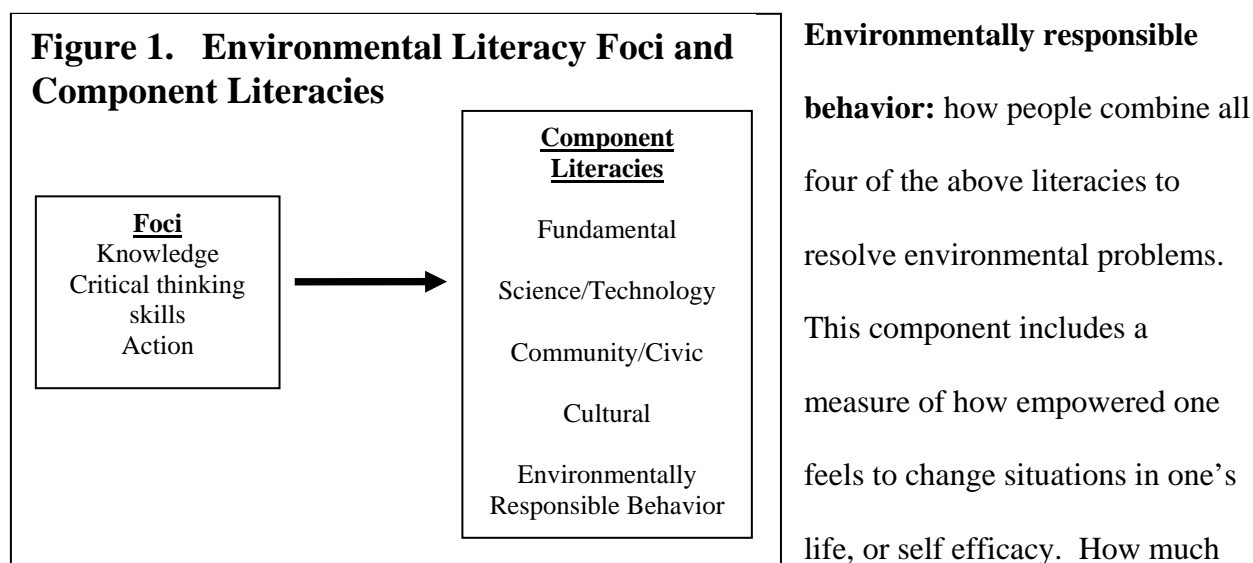 Figure 1.   Environmental Literacy Foci and
Component Literacies
Foci
Knowledge
Critical thinking
skills
Action
Component
Literacies
Fundamental
Science/Technology
Community/Civic
Cultural
Environmentally
Responsible Behavior
Environmentally responsible
behavior: how people combine all
four of the above literacies to
resolve environmental problems.
This component includes a
measure of how empowered one
feels to change situations in one’s
life, or self efficacy.  How much